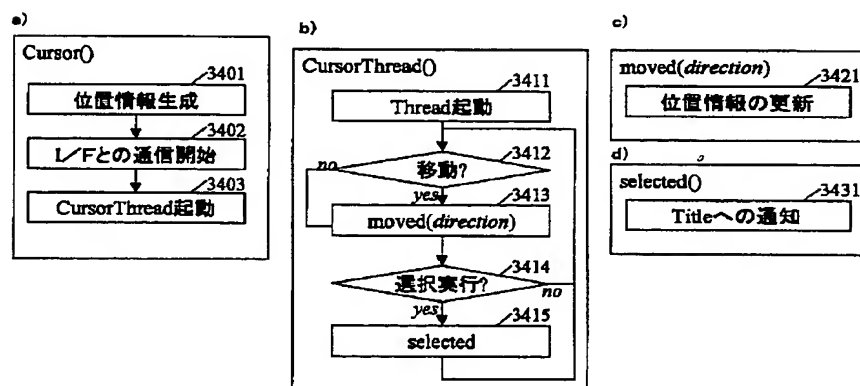 a)
Cursor()
3401
位置情報生成
3402
I/Fとの通信開始
3403
CursorThread起動
b)
CursorThread()
3411
Thread起動
3412
移動?
no
yes
3413
moved(direction)
3414
選択実行?
no
yes
3415
selected
c)
moved(direction)
3421
位置情報の更新
d)
selected()
3431
Titleへの通知